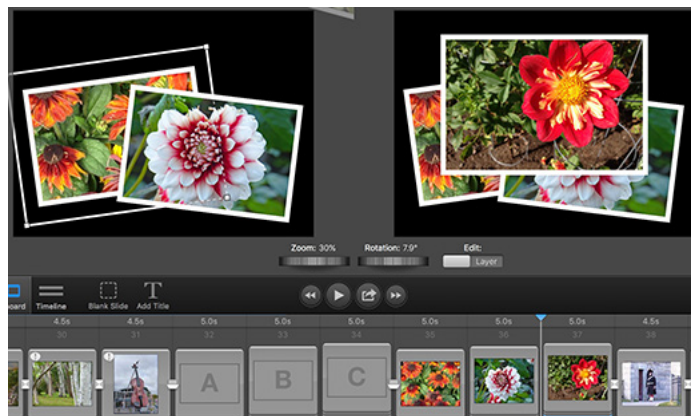 Zoom: 30% Rotation: 7.9° Edit:
Layer
oard Timeline Blank Slide Add Title
4.5s 4.5s 5.0s 5.0s 5.0s 5.0s 5.0s 5.0s 4.5s
30 31 32 33 34 35 36 37 38
A B C